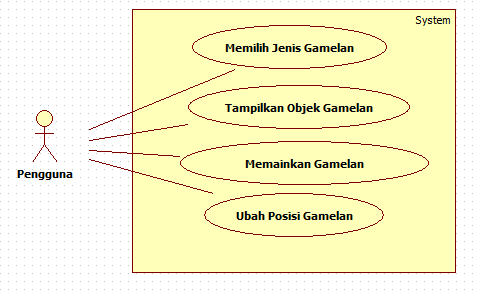 System
Memilih Jenis Gamelan
Tampilkan Objek Gamelan
Memainkan Gamelan
Pengguna
Ubah Posisi Gamelan